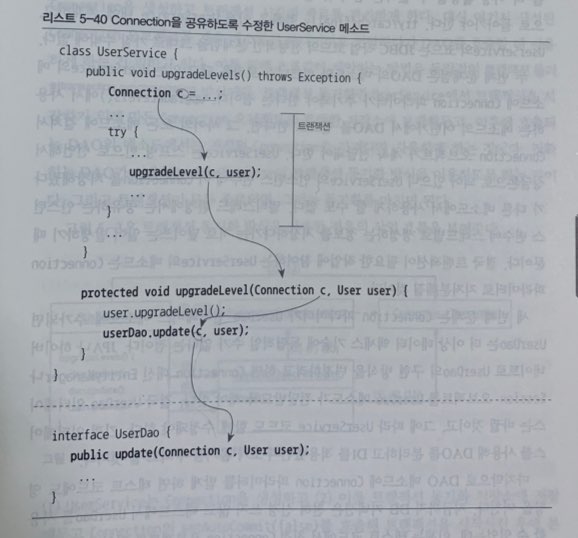 리스트 5-40 Connection을 공유하도록 수정한 UserService 메소드
class UserService {
public void upgradeLevels() throws Exception {
Connection c = ...;
...
try {
...
upgradeLevel(c, user);
...
}
...
}
트랜잭션
protected void upgradeLevel(Connection c, User user) {
user.upgradeLevel();
userDao.update(c, user);
}
}
interface UserDao {
public update(Connection c, User user);
...
}